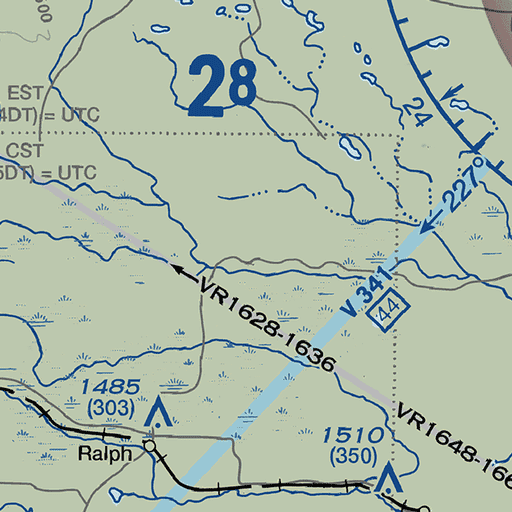 500
EST
4DT) = UTC
CST
5DT) = UTC
28
24
227
V 341
44
VR1628-1636
VR1648-166
1485
(303)
Ralph
1510
(350)